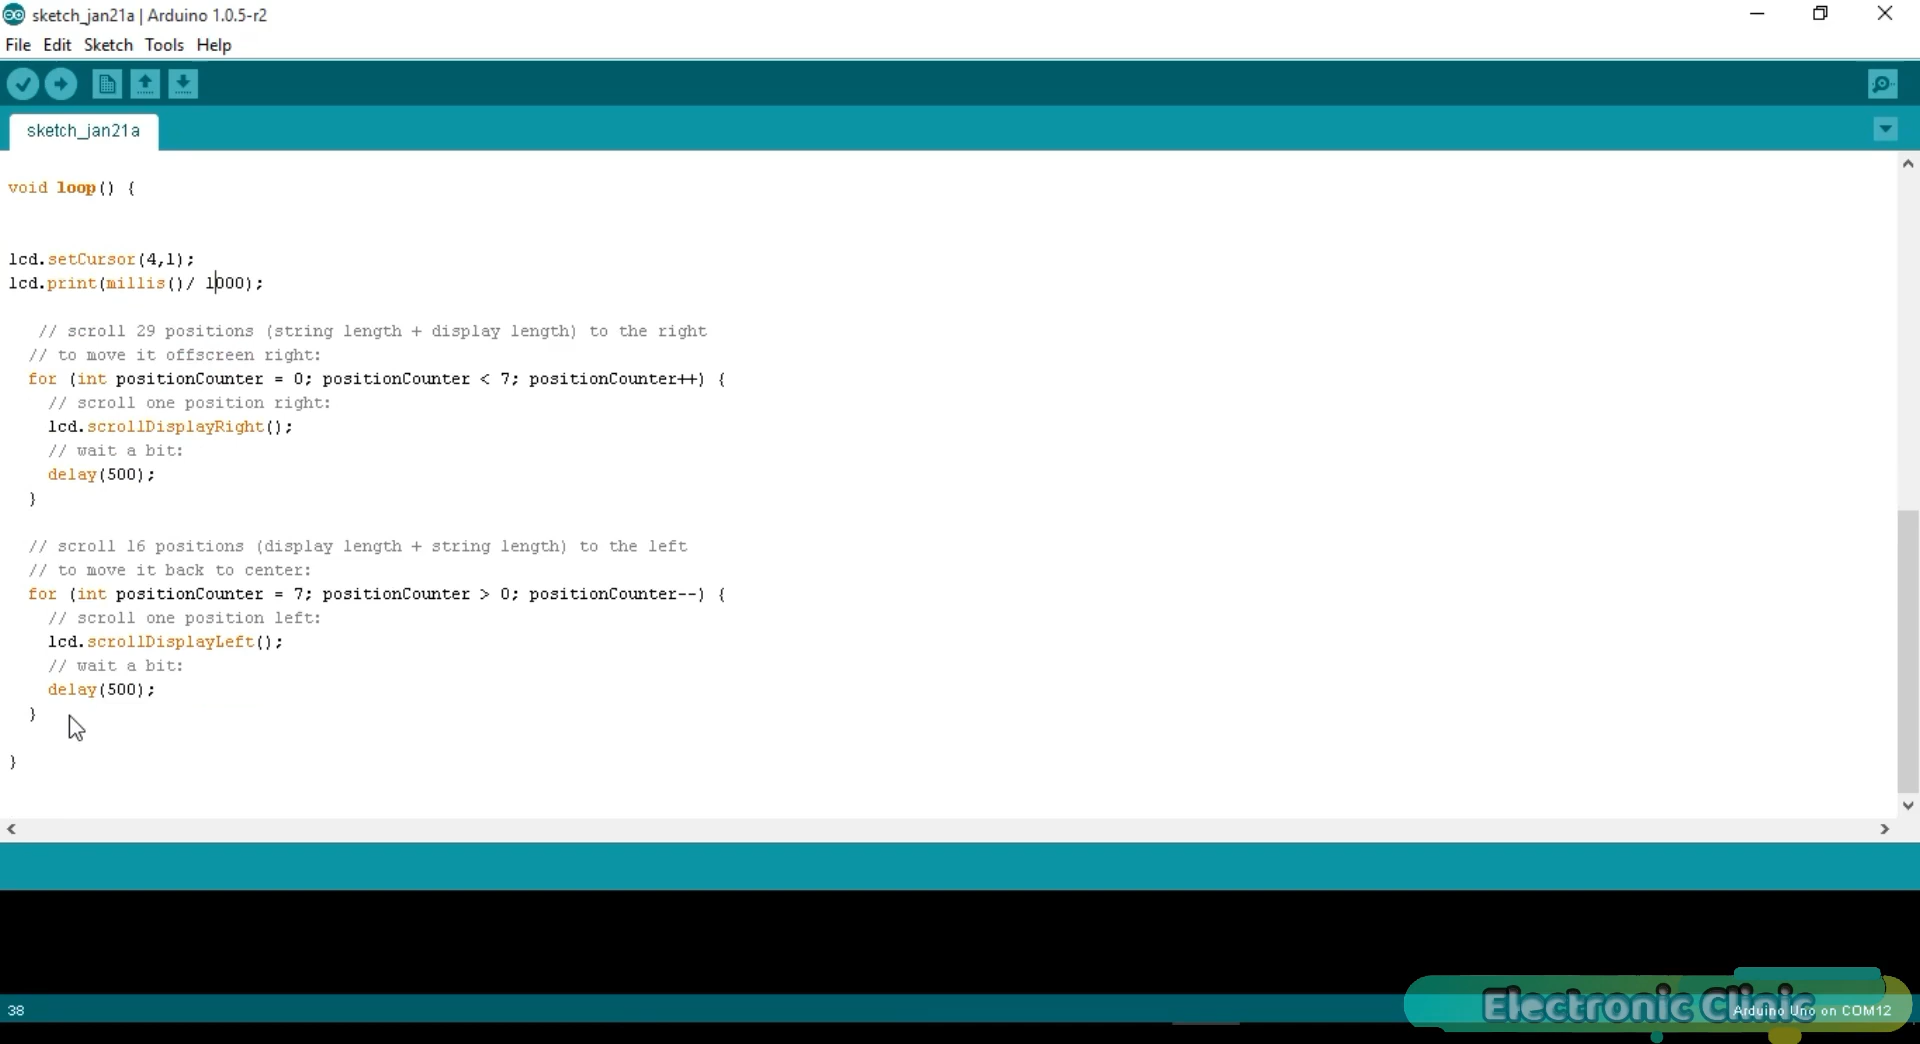 sketch_jan21a | Arduino 1.0.5-r2
File Edit Sketch Tools Help
sketch_jan21a
void loop() {
lcd.setCursor(4,1);
lcd.print(millis()/ 1000);
// scroll 29 positions (string length + display length) to the right
// to move it offscreen right:
for (int positionCounter = 0; positionCounter < 7; positionCounter++) {
// scroll one position right:
lcd.scrollDisplayRight();
// wait a bit:
delay(500);
}
// scroll 16 positions (display length + string length) to the left
// to move it back to center:
for (int positionCounter = 7; positionCounter > 0; positionCounter--) {
// scroll one position left:
lcd.scrollDisplayLeft();
// wait a bit:
delay(500);
}
}
38
Electronic Clinic
Arduino Uno on COM12